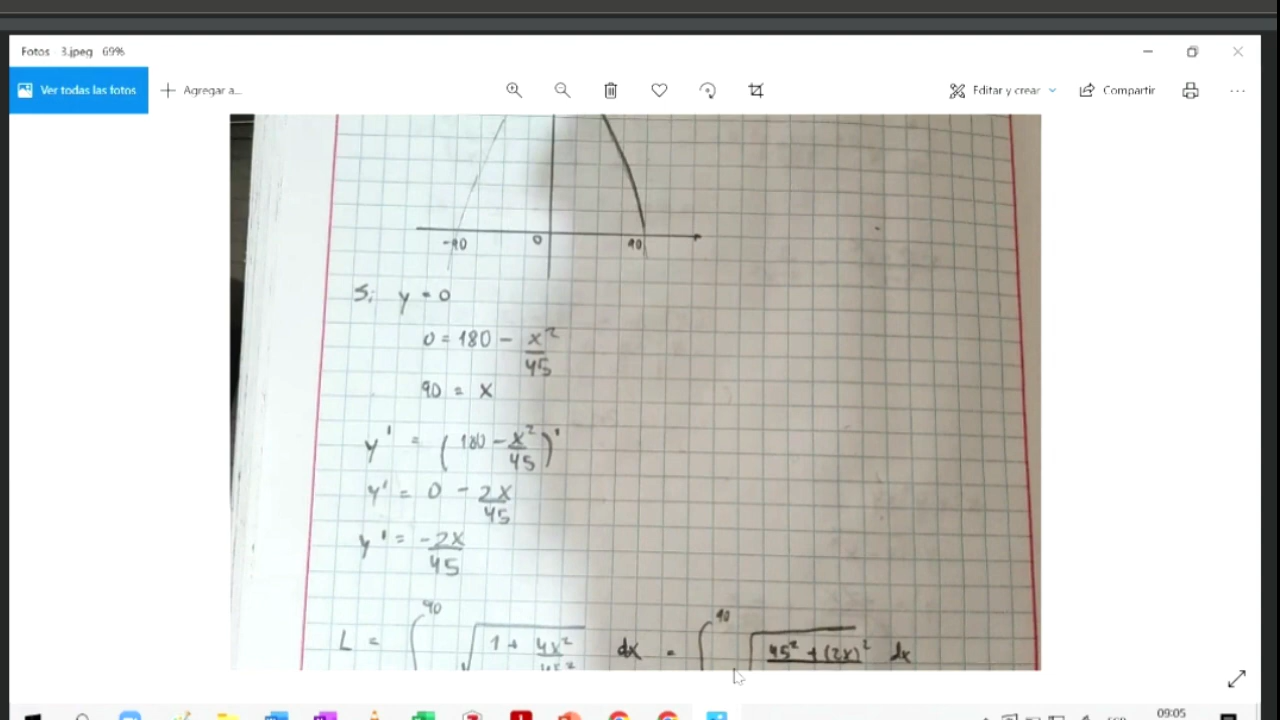 Fotos 3.jpeg 69%
Ver todas las fotos
Agregar a...
Editar y crear
Compartir
-90 0 90
Si y = 0
0 = 180 - x²/45
90 = x
y' = (180 - x²/45)'
y' = 0 - 2x/45
y' = -2x/45
L = ∫⁹⁰ √1 + 4x²/45² dx = ∫⁹⁰ √45² + (2x)² dx
09:05